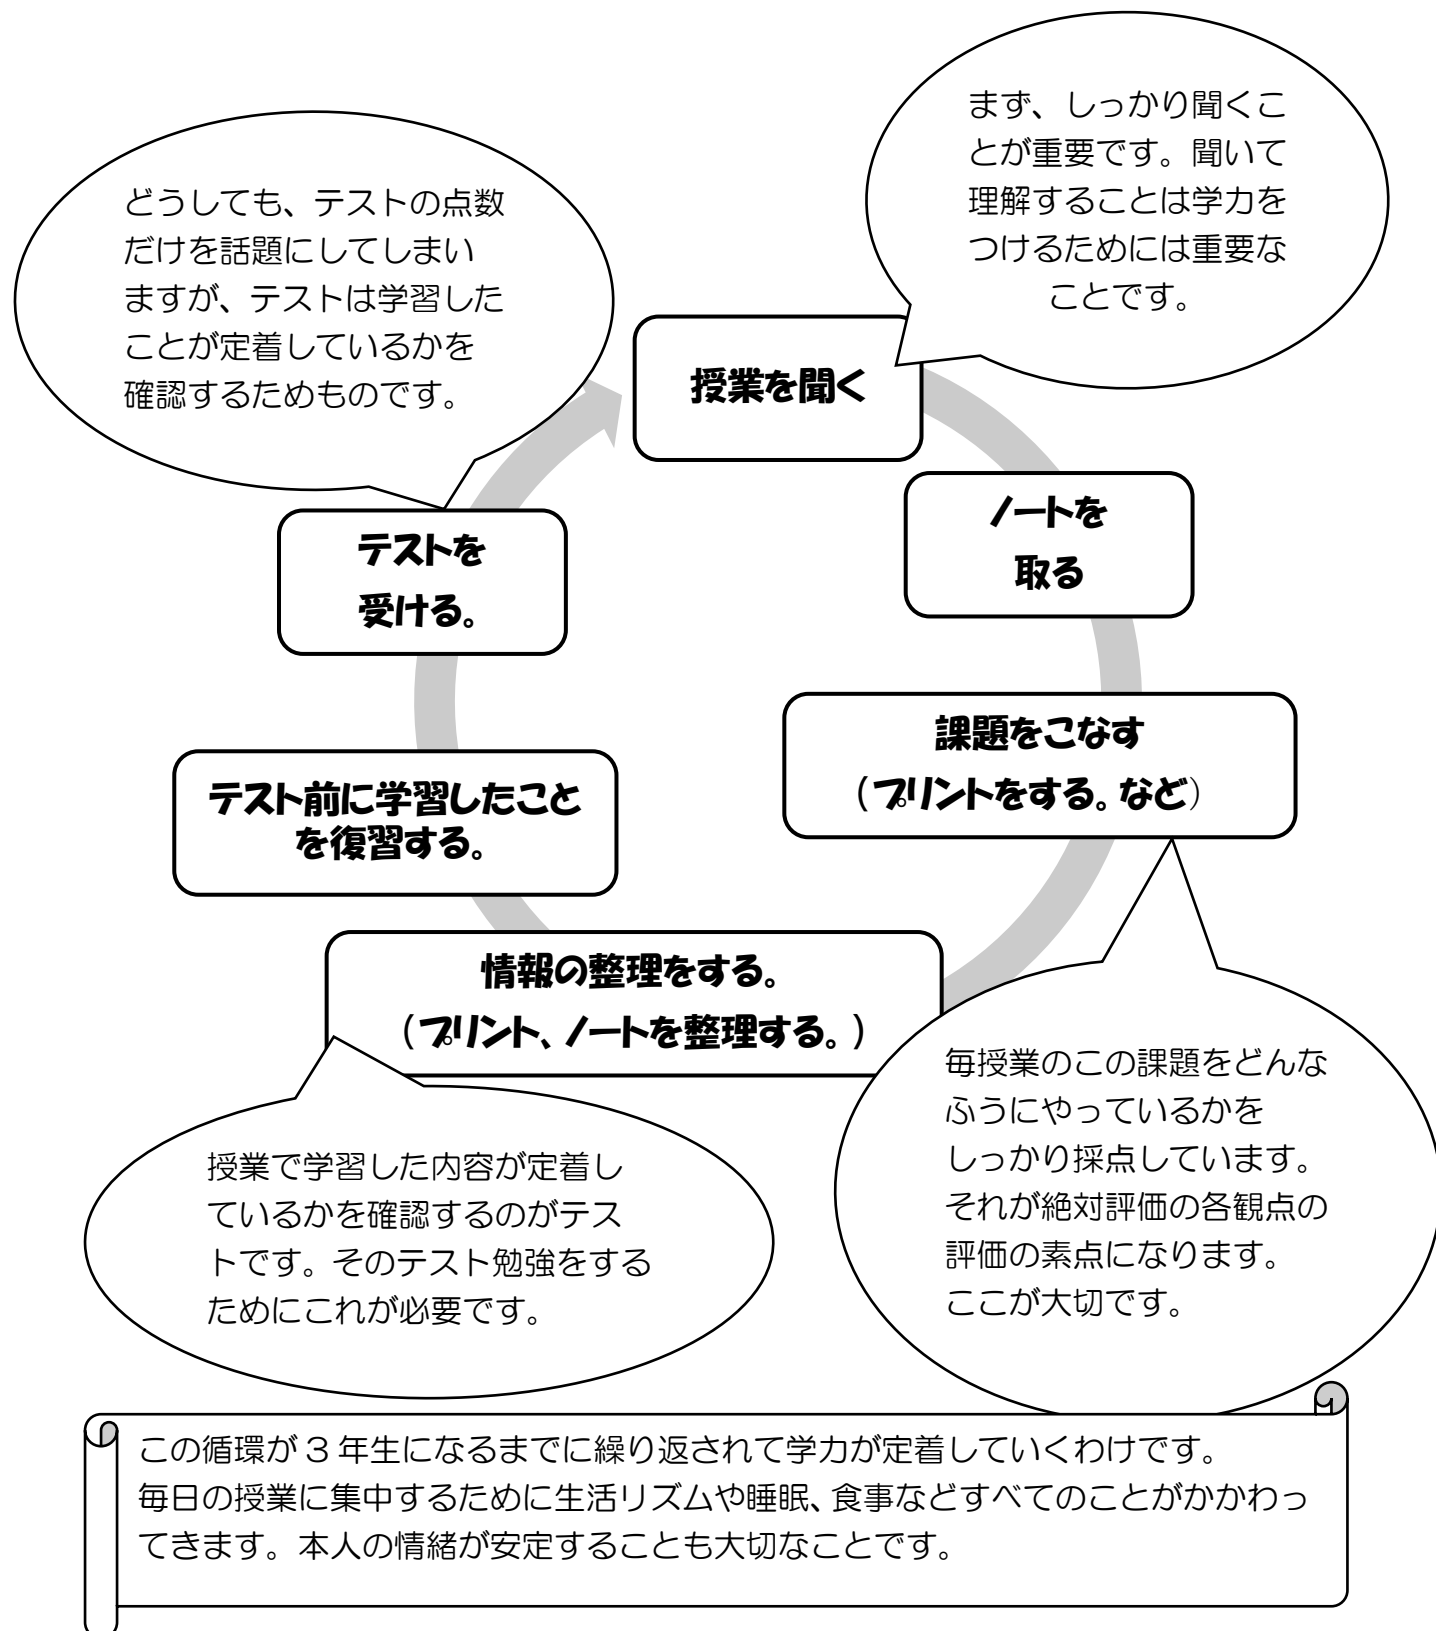 まず、しっかり聞くこ
とが重要です。聞いて
理解することは学力を
つけるためには重要な
ことです。
どうしても、テストの点数
だけを話題にしてしまい
ますが、テストは学習した
ことが定着しているかを
確認するためものです。
授業を聞く
ノートを
取る
テストを
受ける。
課題をこなす
（プリントをする。など）
テスト前に学習したこと
を復習する。
情報の整理をする。
（プリント、ノートを整理する。）
毎授業のこの課題をどんな
ふうにやっているかを
しっかり採点しています。
それが絶対評価の各観点の
評価の素点になります。
ここが大切です。
授業で学習した内容が定着し
ているかを確認するのがテス
トです。そのテスト勉強をする
ためにこれが必要です。
この循環が３年生になるまでに繰り返されて学力が定着していくわけです。
毎日の授業に集中するために生活リズムや睡眠、食事などすべてのことがかかわっ
てきます。本人の情緒が安定することも大切なことです。